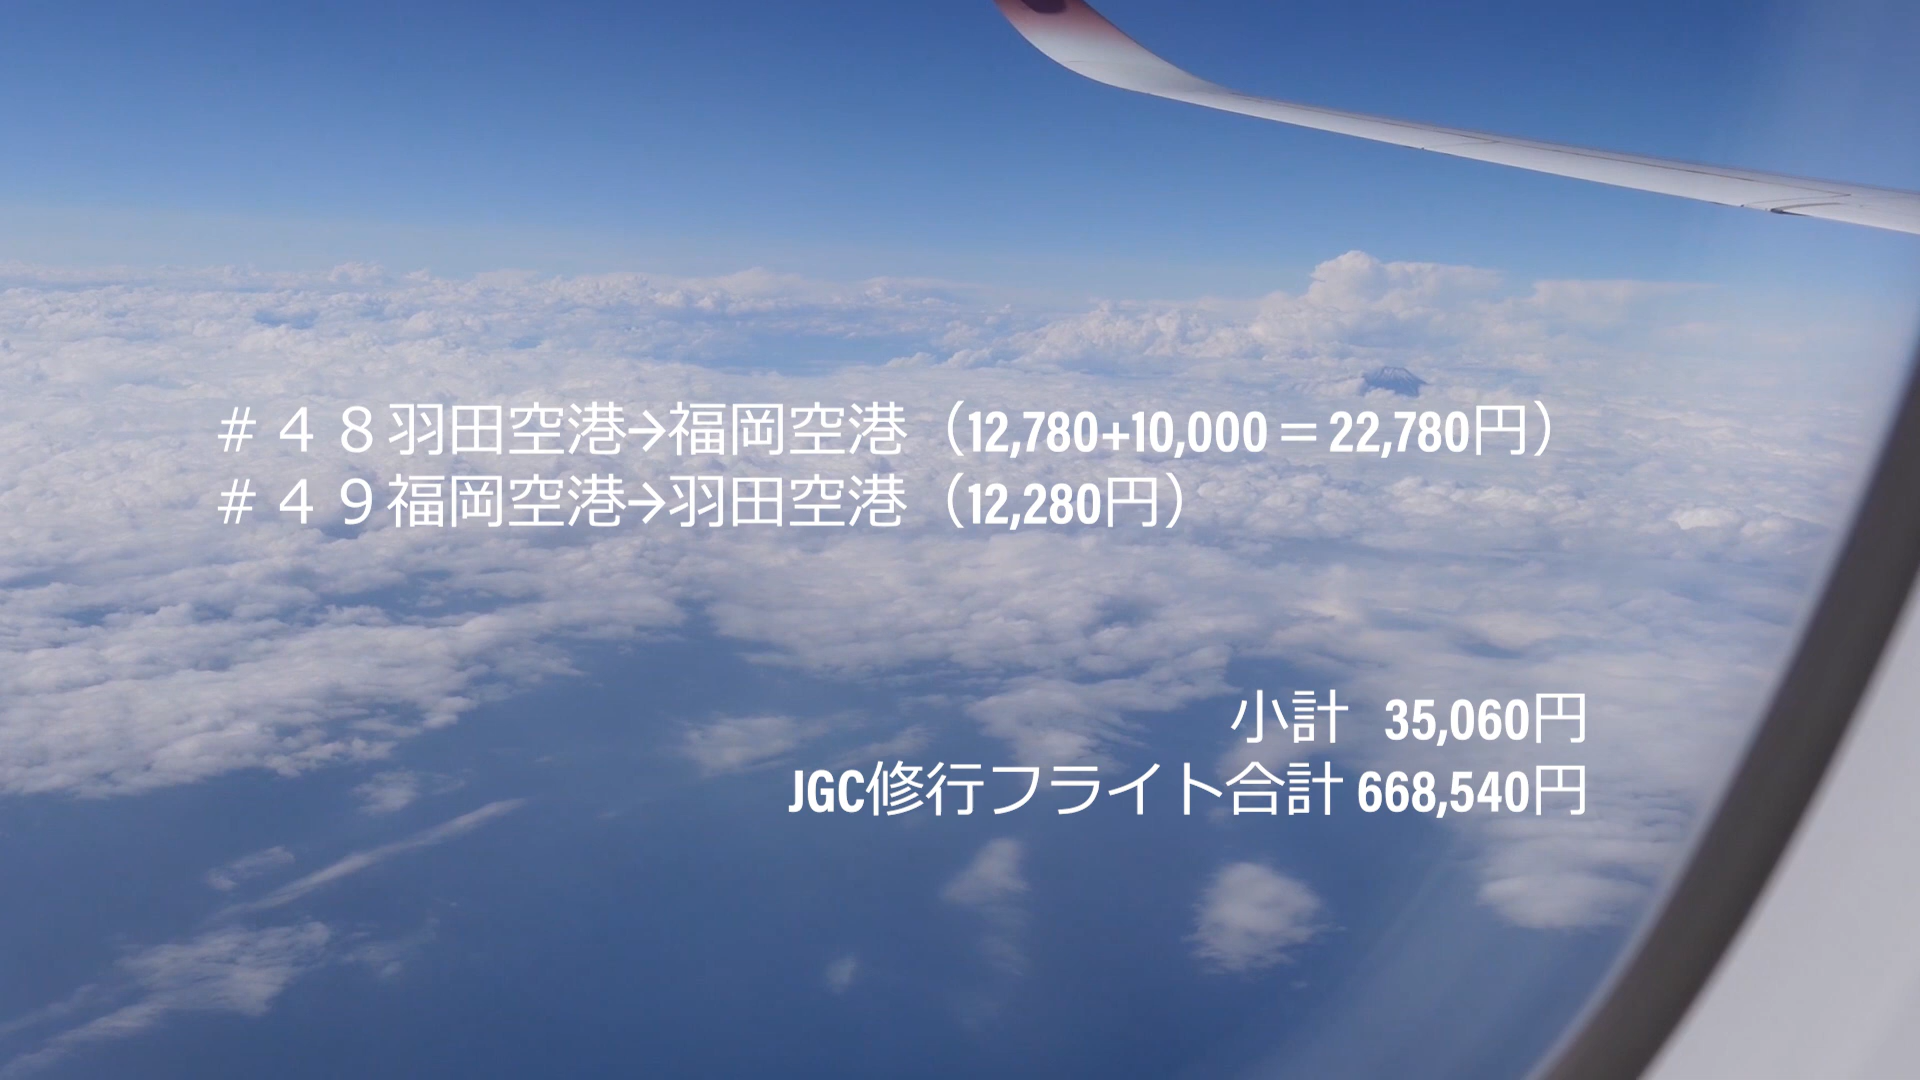 ＃４８羽田空港→福岡空港（12,780+10,000＝22,780円）
＃４９福岡空港→羽田空港（12,280円）
小計 35,060円
JGC修行フライト合計 668,540円